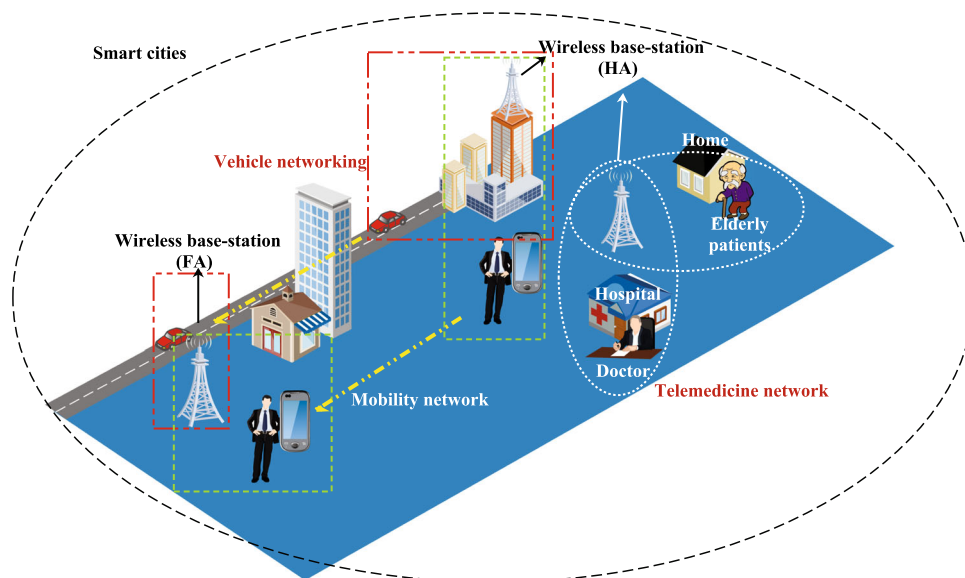 Smart cities
Wireless base-station
(HA)
Vehicle networking
Home
Elderly
patients
Wireless base-station
(FA)
Hospital
Doctor
Telemedicine network
Mobility network